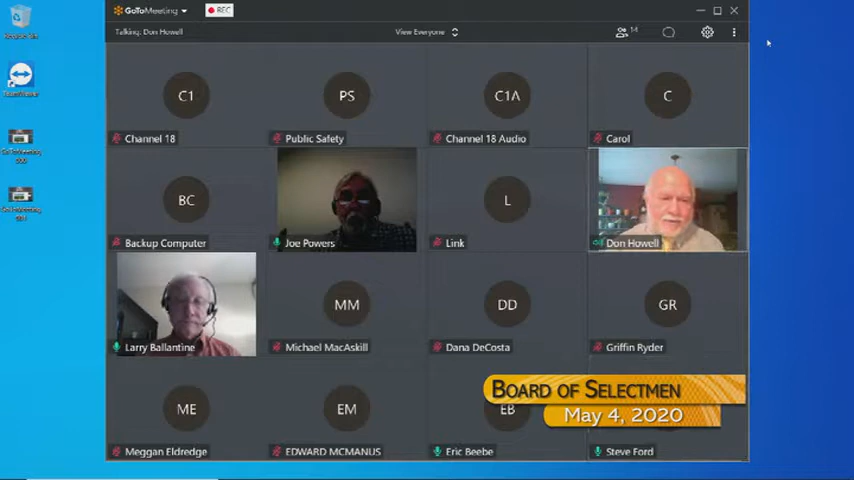 GoToMeeting
REC
Talking: Don Howell
View Everyone
14
C1
PS
C1A
C
Channel 18
Public Safety
Channel 18 Audio
Carol
BC
L
Backup Computer
Joe Powers
Link
Don Howell
MM
DD
GR
Larry Ballantine
Michael MacAskill
Dana DeCosta
Griffin Ryder
BOARD OF SELECTMEN
May 4, 2020
ME
EM
EB
Meggan Eldredge
EDWARD MCMANUS
Eric Beebe
Steve Ford